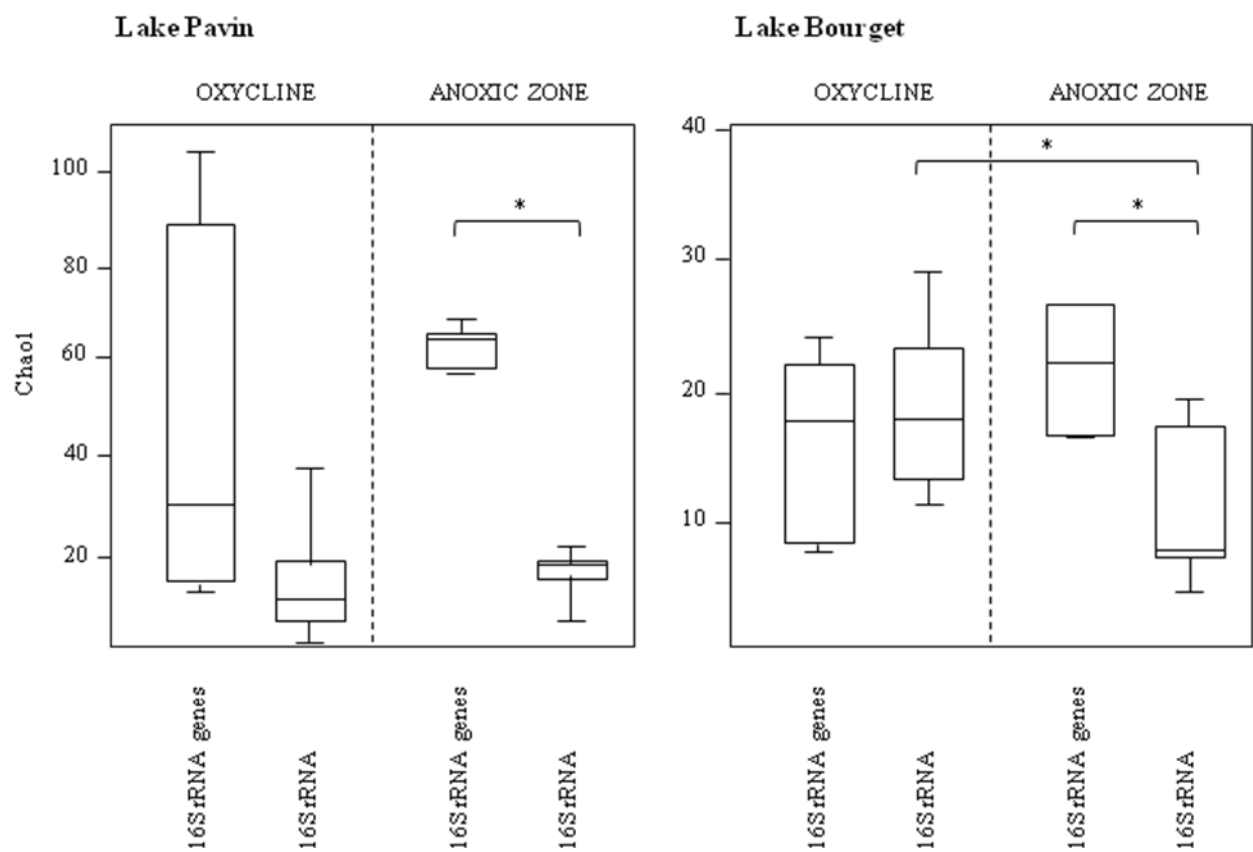 Lake Pavin
Lake Bourget
OXYCLINE
ANOXIC ZONE
OXYCLINE
ANOXIC ZONE
Chao1
100
80
60
40
20
*
40
30
20
10
*
*
16SrRNA genes
16SrRNA
16SrRNA genes
16SrRNA
16SrRNA genes
16SrRNA
16SrRNA genes
16SrRNA